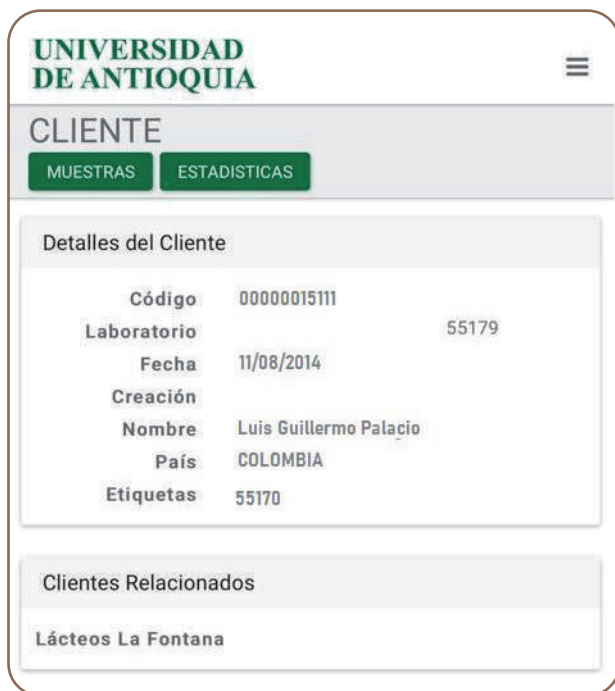 UNIVERSIDAD
DE ANTIOQUIA
CLIENTE
MUESTRAS ESTADISTICAS
Detalles del Cliente
Código 00000015111
Laboratorio 55179
Fecha 11/08/2014
Creación
Nombre Luis Guillermo Palacio
País COLOMBIA
Etiquetas 55170
Clientes Relacionados
Lácteos La Fontana